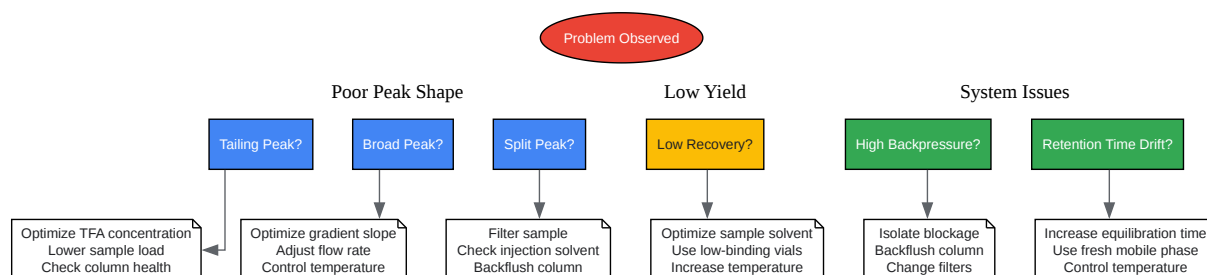 Problem Observed
Poor Peak Shape
Low Yield
System Issues
Tailing Peak?
Broad Peak?
Split Peak?
Low Recovery?
High Backpressure?
Retention Time Drift?
Optimize TFA concentration
Lower sample load
Check column health
Optimize gradient slope
Adjust flow rate
Control temperature
Filter sample
Check injection solvent
Backflush column
Optimize sample solvent
Use low-binding vials
Increase temperature
Isolate blockage
Backflush column
Change filters
Increase equilibration time
Use fresh mobile phase
Control temperature